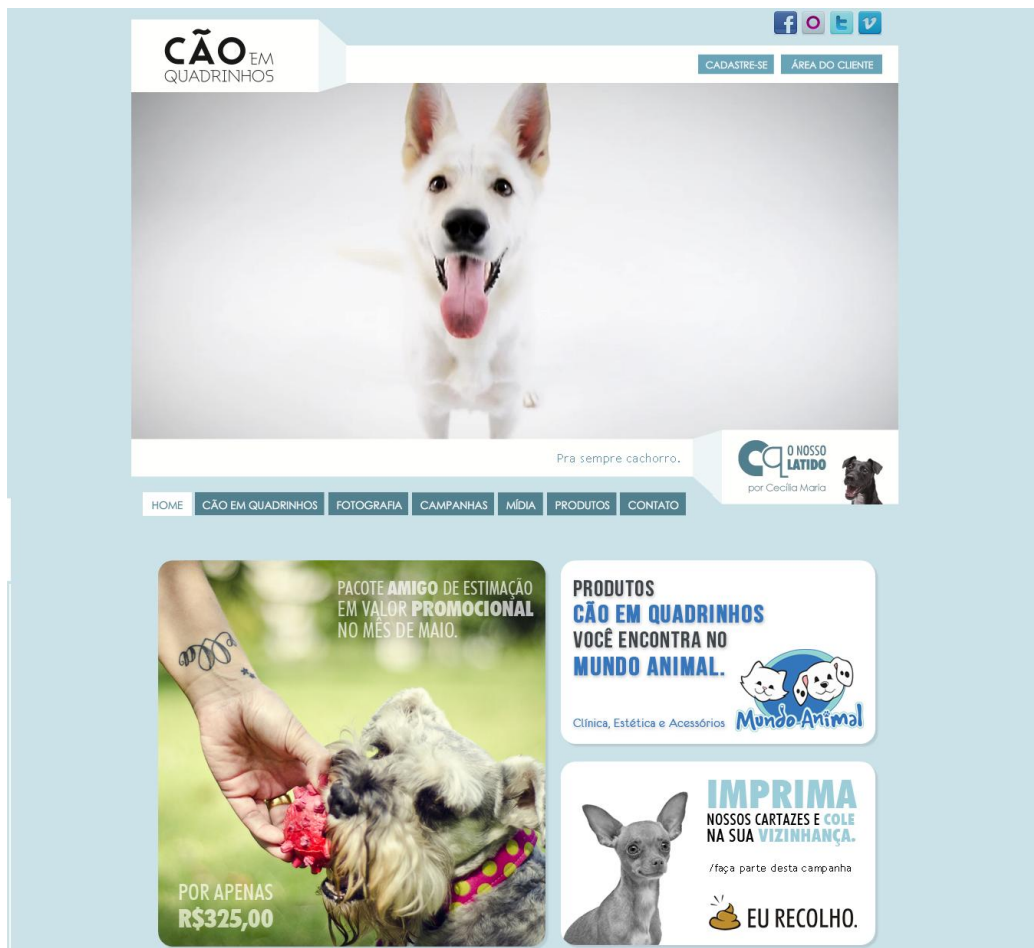 CÃO EM
QUADRINHOS
CADASTRE-SE
ÁREA DO CLIENTE
Pra sempre cachorro.
Cq
O NOSSO
LATIDO
por Cecília Maria
HOME
CÃO EM QUADRINHOS
FOTOGRAFIA
CAMPANHAS
MÍDIA
PRODUTOS
CONTATO
PACOTE AMIGO DE ESTIMAÇÃO
EM VALOR PROMOCIONAL
NO MÊS DE MAIO.
POR APENAS
R$325,00
PRODUTOS
CÃO EM QUADRINHOS
VOCÊ ENCONTRA NO
MUNDO ANIMAL.
Clínica, Estética e Acessórios
Mundo Animal
IMPRIMA
NOSSOS CARTAZES E COLE
NA SUA VIZINHANÇA.
/faça parte desta campanha
EU RECOLHO.